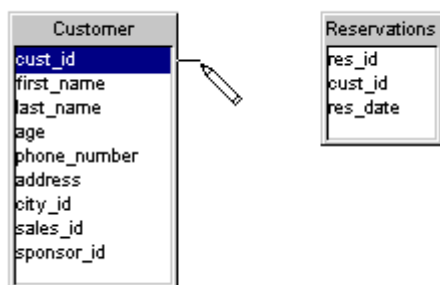 Customer
cust_id
first_name
last_name
age
phone_number
address
city_id
sales_id
sponsor_id
Reservations
res_id
cust_id
res_date